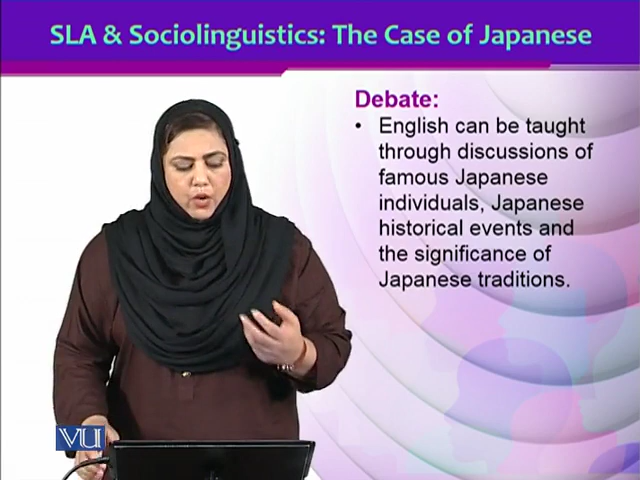 SLA & Sociolinguistics: The Case of Japanese
Debate:
• English can be taught
through discussions of
famous Japanese
individuals, Japanese
historical events and
the significance of
Japanese traditions.
VU